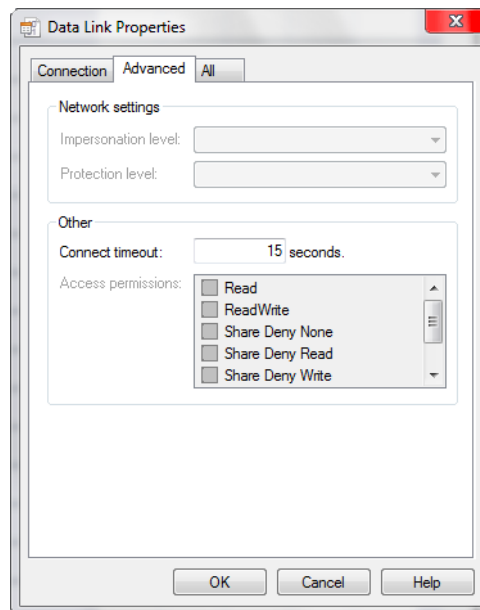 Data Link Properties
Connection Advanced All
Network settings
Impersonation level:
Protection level:
Other
Connect timeout: 15 seconds.
Access permissions: Read
ReadWrite
Share Deny None
Share Deny Read
Share Deny Write
OK Cancel Help